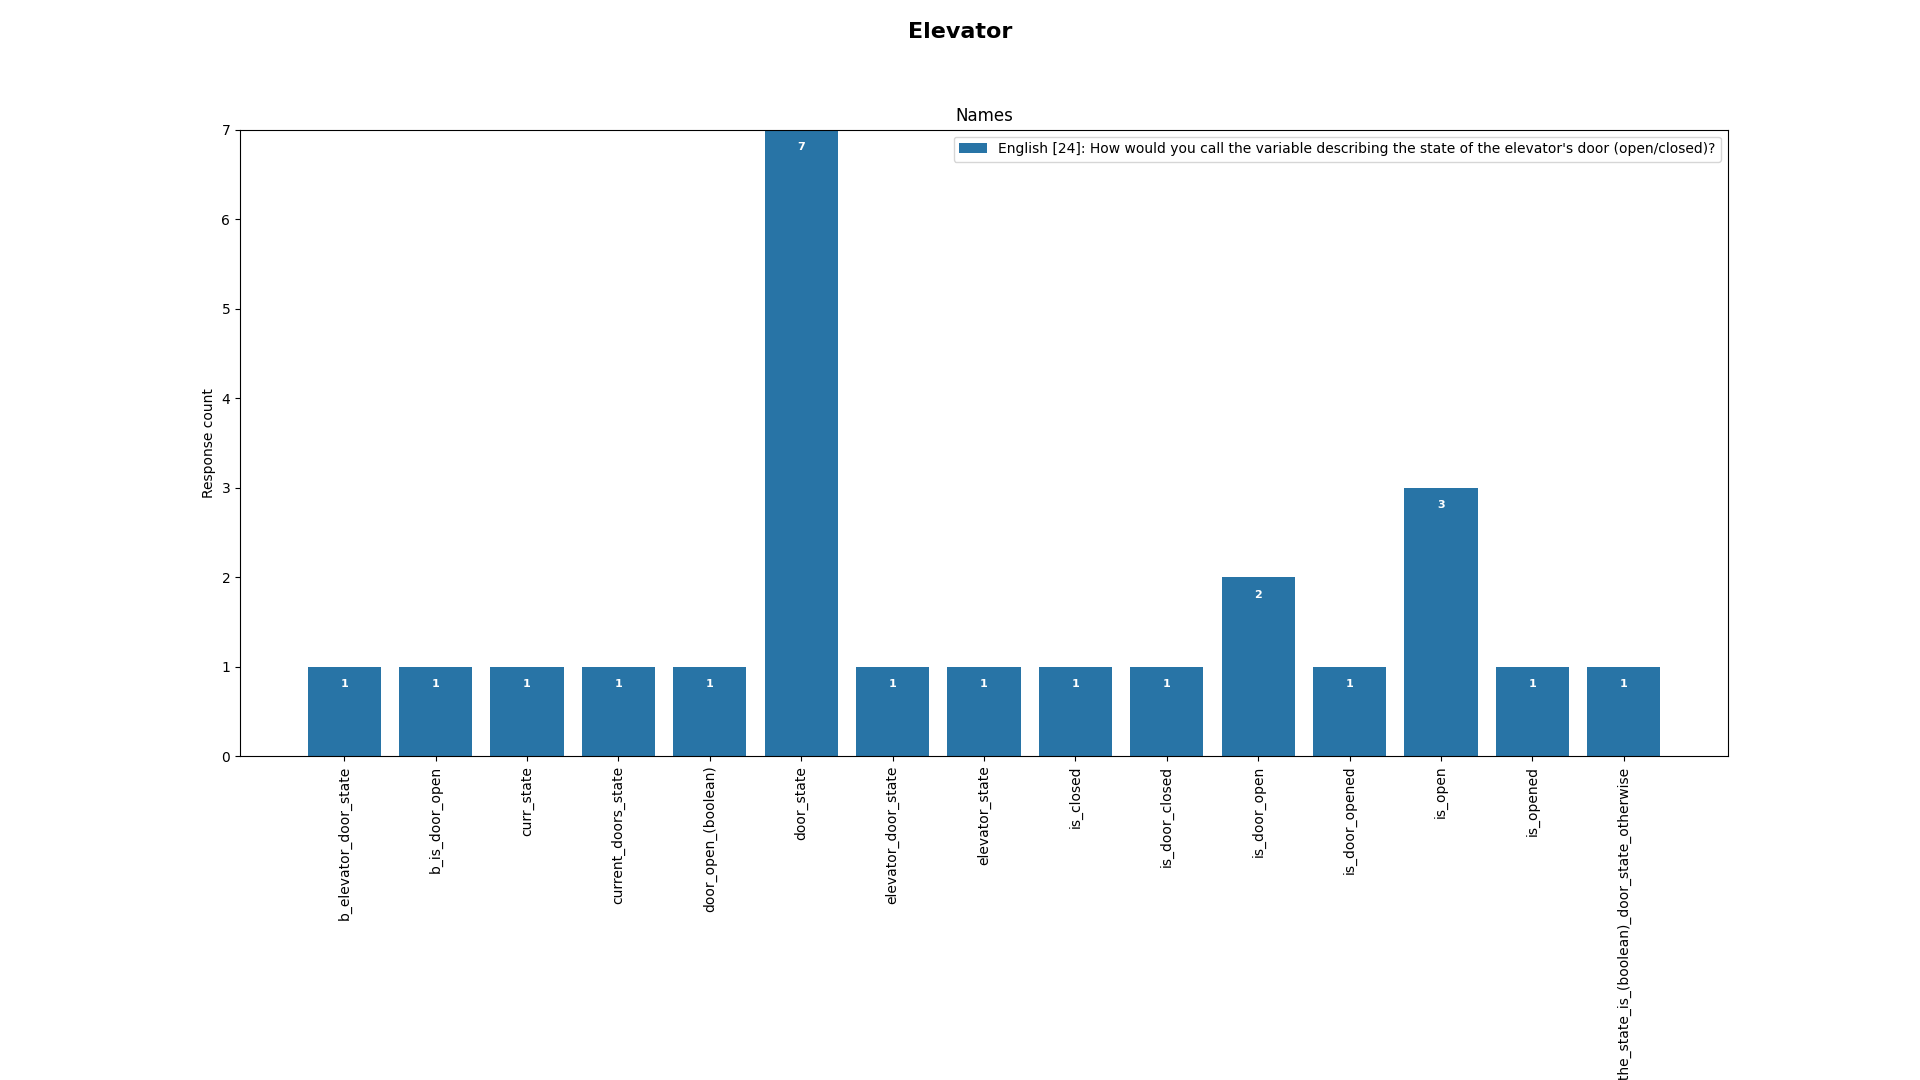 Elevator
Names
English [24]: How would you call the variable describing the state of the elevator's door (open/closed)?
Response count
7
6
5
4
3
2
1
0
1
1
1
1
1
7
1
1
1
1
2
1
3
1
1
b_elevator_door_state
b_is_door_open
curr_state
current_doors_state
door_open_(boolean)
door_state
elevator_door_state
elevator_state
is_closed
is_door_closed
is_door_open
is_door_opened
is_open
is_opened
the_state_is_(boolean)_door_state_otherwise